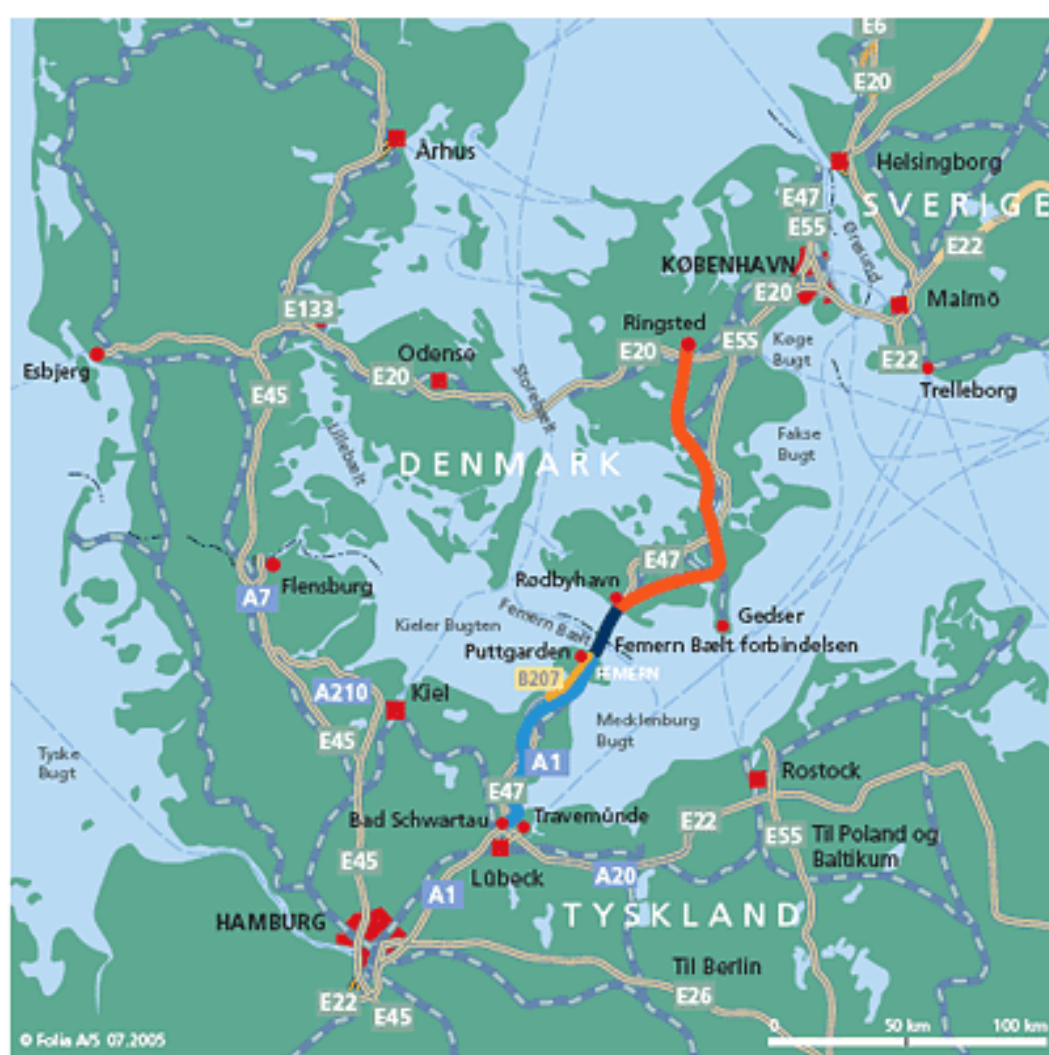 E6
E20
Århus
Helsingborg
E47
SVERIGE
E55
Øresund
E22
KØBENHAVN
E20
Malmö
E133
Ringsted
E55
Køge
Bugt
Esbjerg
Odense
E20
E22
E20
Storebelt
Trelleborg
E45
Lillebælt
Fakse
Bugt
DENMARK
E47
Rødbyhavn
Flensburg
A7
Gedser
Kieler Bugten
Femern Bælt
Femern Bælt forbindelsen
Puttgarden
FEMERN
B207
A210
Kiel
Mecklenburg
Bugt
E45
Tyske
Bugt
A1
Rostock
E47
Bad Schwartau
Travemünde
E22
E55
Til Poland og
Baltikum
E45
Lübeck
A20
A1
HAMBURG
TYSKLAND
Til Berlin
E22
E26
E45
© Folia A/S 07.2005
0
50 km
100 km